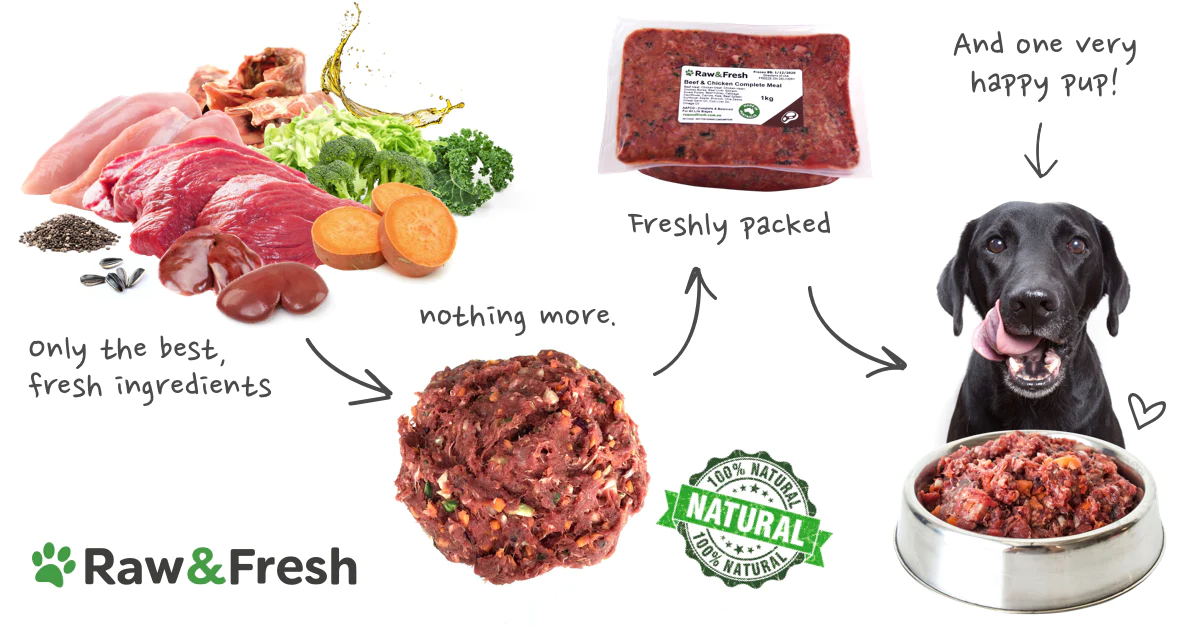 And one very
happy pup!
Raw&Fresh
Beef & Chicken Complete Meal
1kg
Freshly packed
nothing more.
Only the best,
fresh ingredients
100% NATURAL
NATURAL
100% NATURAL
Raw&Fresh